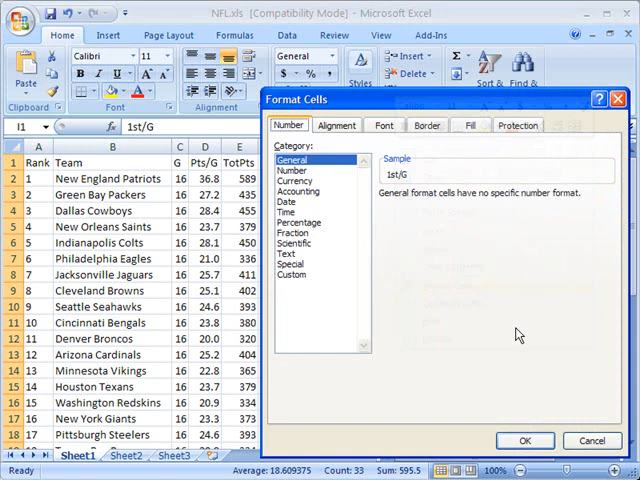 NFL.xls [Compatibility Mode] - Microsoft Excel
Home Insert Page Layout Formulas Data Review View Add-Ins
Calibri 11 General Insert Σ
Paste B I U A A $ % , Styles Delete Sort & Find &
Clipboard Font Alignment
I1 fx 1st/G
A B C D E
1 Rank Team G Pts/G TotPts
2 1 New England Patriots 16 36.8 589
3 2 Green Bay Packers 16 27.2 435
4 3 Dallas Cowboys 16 28.4 455
5 4 New Orleans Saints 16 23.7 379
6 5 Indianapolis Colts 16 28.1 450
7 6 Philadelphia Eagles 16 21.0 336
8 7 Jacksonville Jaguars 16 25.7 411
9 8 Cleveland Browns 16 25.1 402
10 9 Seattle Seahawks 16 24.6 393
11 10 Cincinnati Bengals 16 23.8 380
12 11 Denver Broncos 16 20.0 320
13 12 Arizona Cardinals 16 25.2 404
14 13 Minnesota Vikings 16 22.8 365
15 14 Houston Texans 16 23.7 379
16 15 Washington Redskins 16 20.9 334
17 16 New York Giants 16 23.3 373
18 17 Pittsburgh Steelers 16 24.6 393
Format Cells
Number Alignment Font Border Fill Protection
Category:
General
Number
Currency
Accounting
Date
Time
Percentage
Fraction
Scientific
Text
Special
Custom
Sample
1st/G
General format cells have no specific number format.
OK Cancel
Sheet1 Sheet2 Sheet3
Ready Average: 18.609375 Count: 33 Sum: 595.5 100%